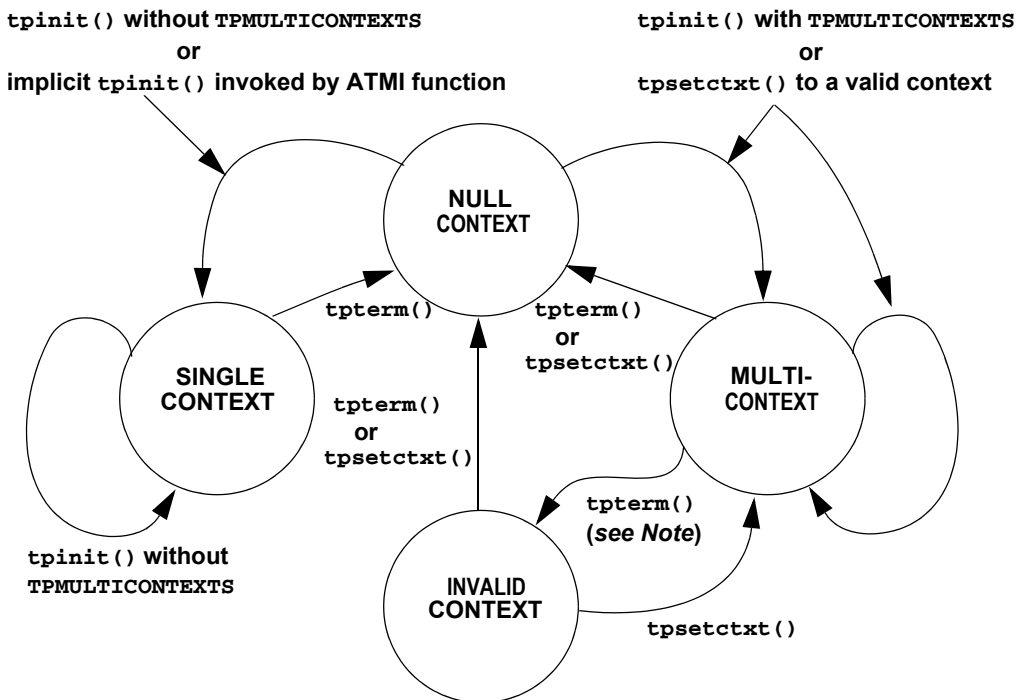 tpinit() without TPMULTICONTEXTS
or
implicit tpinit() invoked by ATMI function
tpinit() with TPMULTICONTEXTS
or
tpsetctxt() to a valid context
NULL
CONTEXT
tpterm()
tpterm()
or
tpsetctxt()
SINGLE
CONTEXT
MULTI-
CONTEXT
tpterm()
or
tpsetctxt()
tpterm()
(see Note)
tpinit() without
TPMULTICONTEXTS
INVALID
CONTEXT
tpsetctxt()